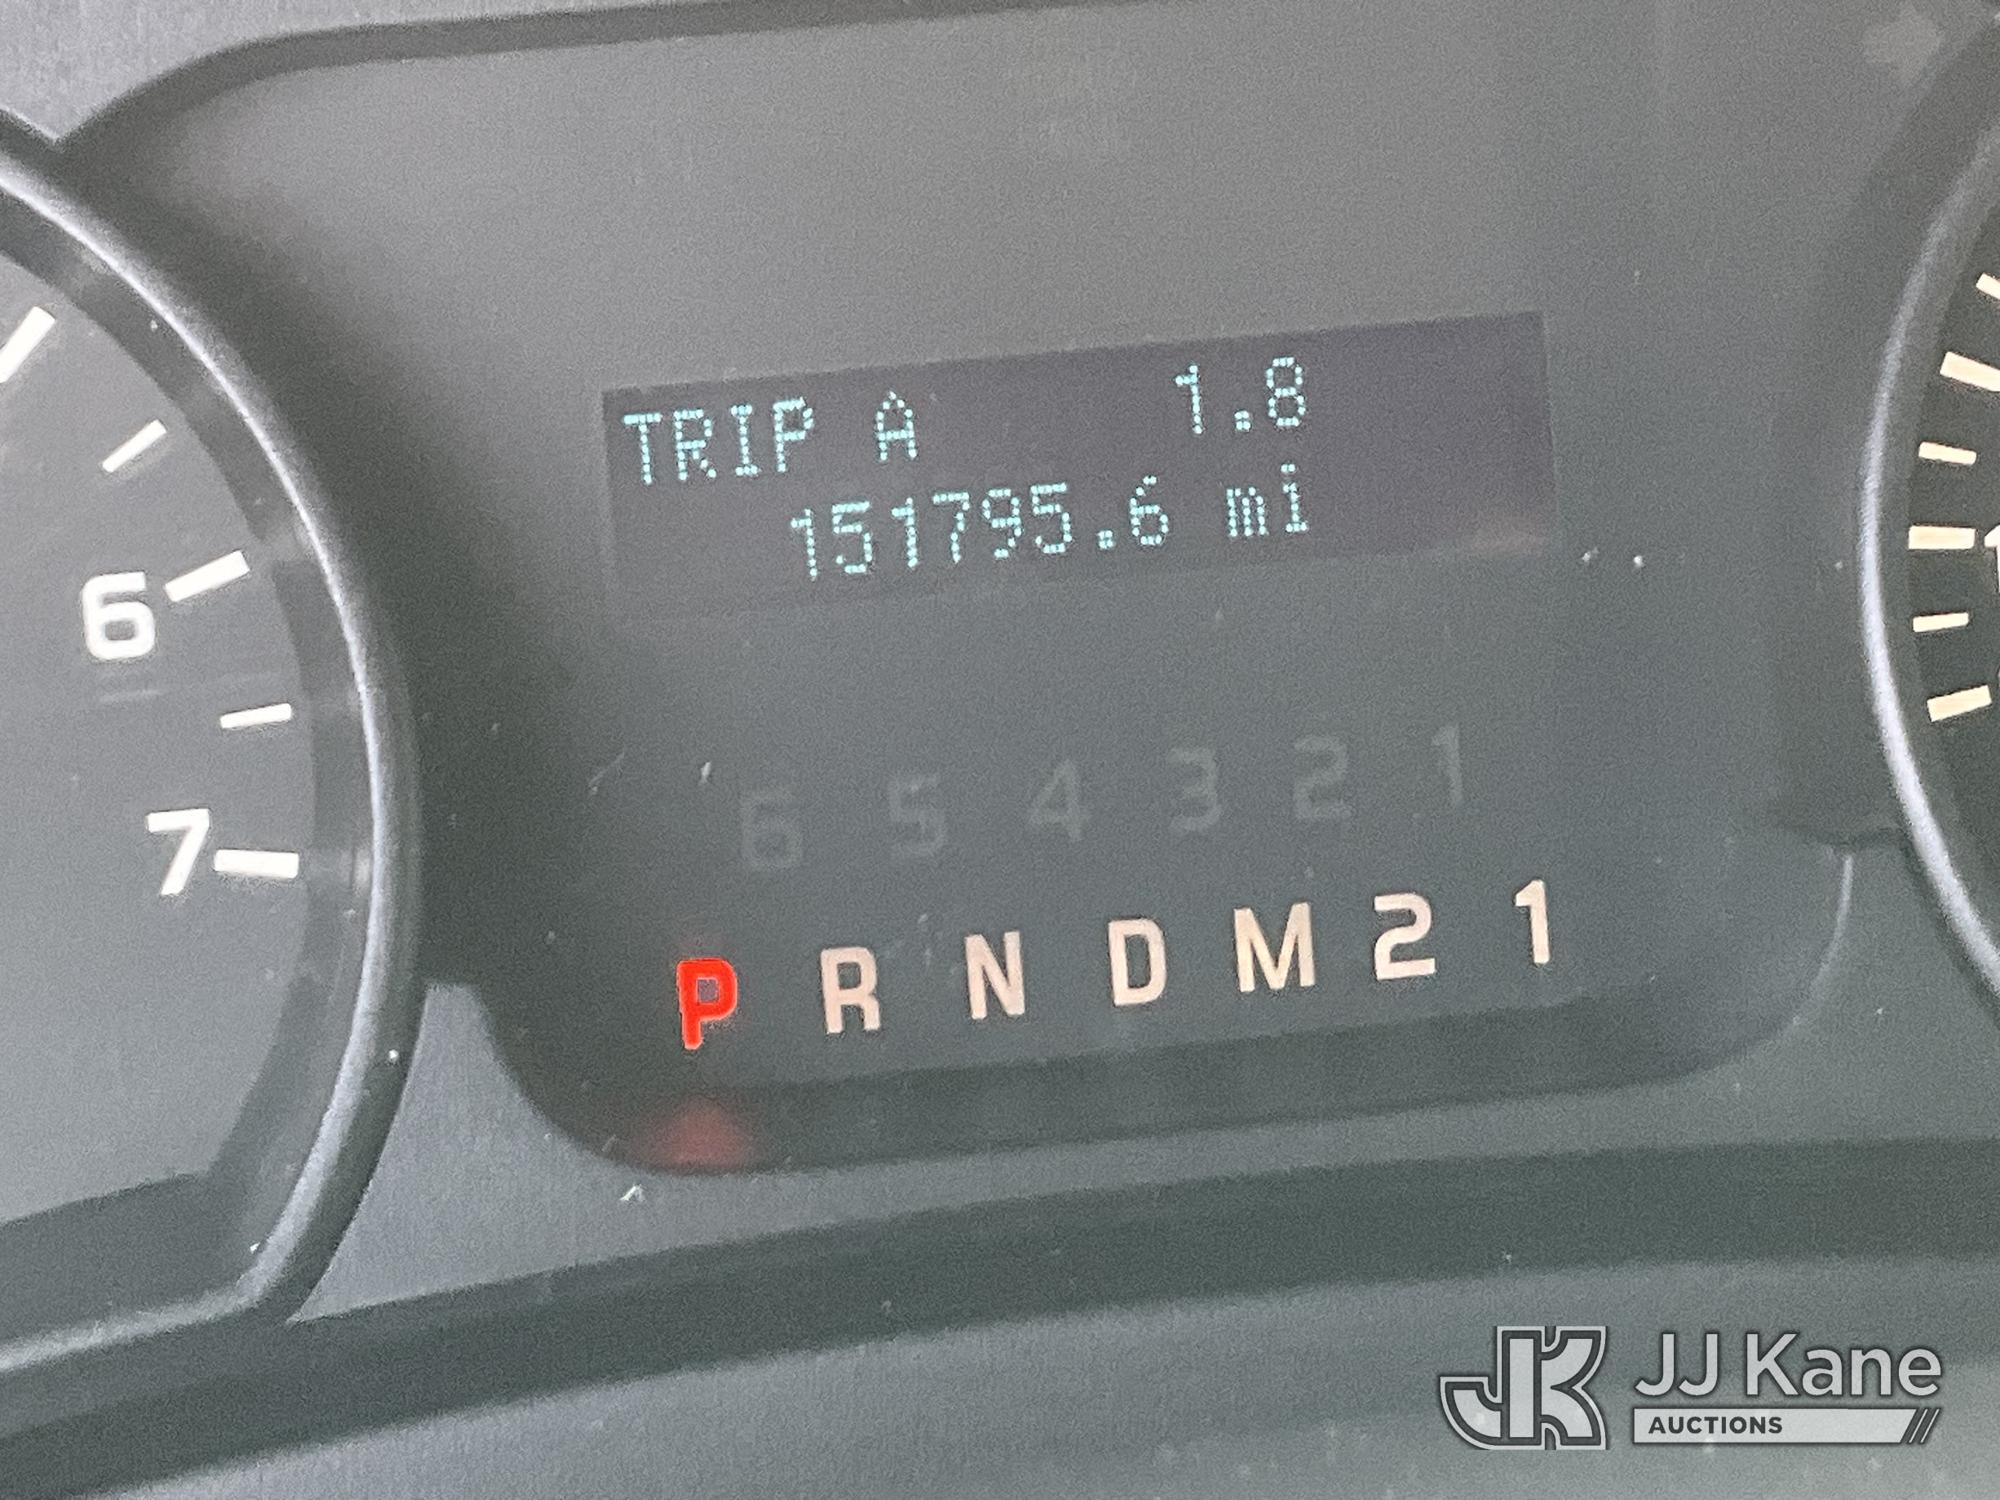 TRIP A 1.8
151795.6 mi
6
7
6 5 4 3 2 1
P R N D M 2 1
JK JJ Kane
AUCTIONS